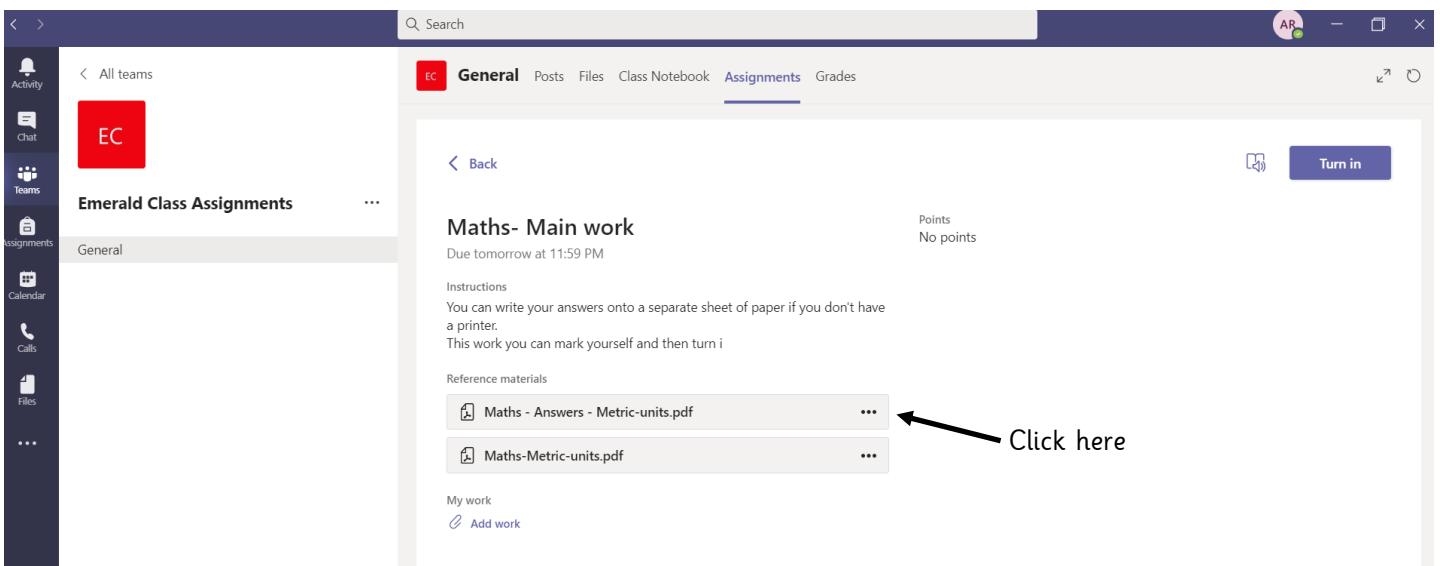 Search
AR
Activity
Chat
Teams
Assignments
Calendar
Calls
Files
All teams
EC
Emerald Class Assignments
General
EC General Posts Files Class Notebook Assignments Grades
Back
Turn in
Maths- Main work
Due tomorrow at 11:59 PM
Points
No points
Instructions
You can write your answers onto a separate sheet of paper if you don't have
a printer.
This work you can mark yourself and then turn i
Reference materials
Maths - Answers - Metric-units.pdf
Click here
Maths-Metric-units.pdf
My work
Add work